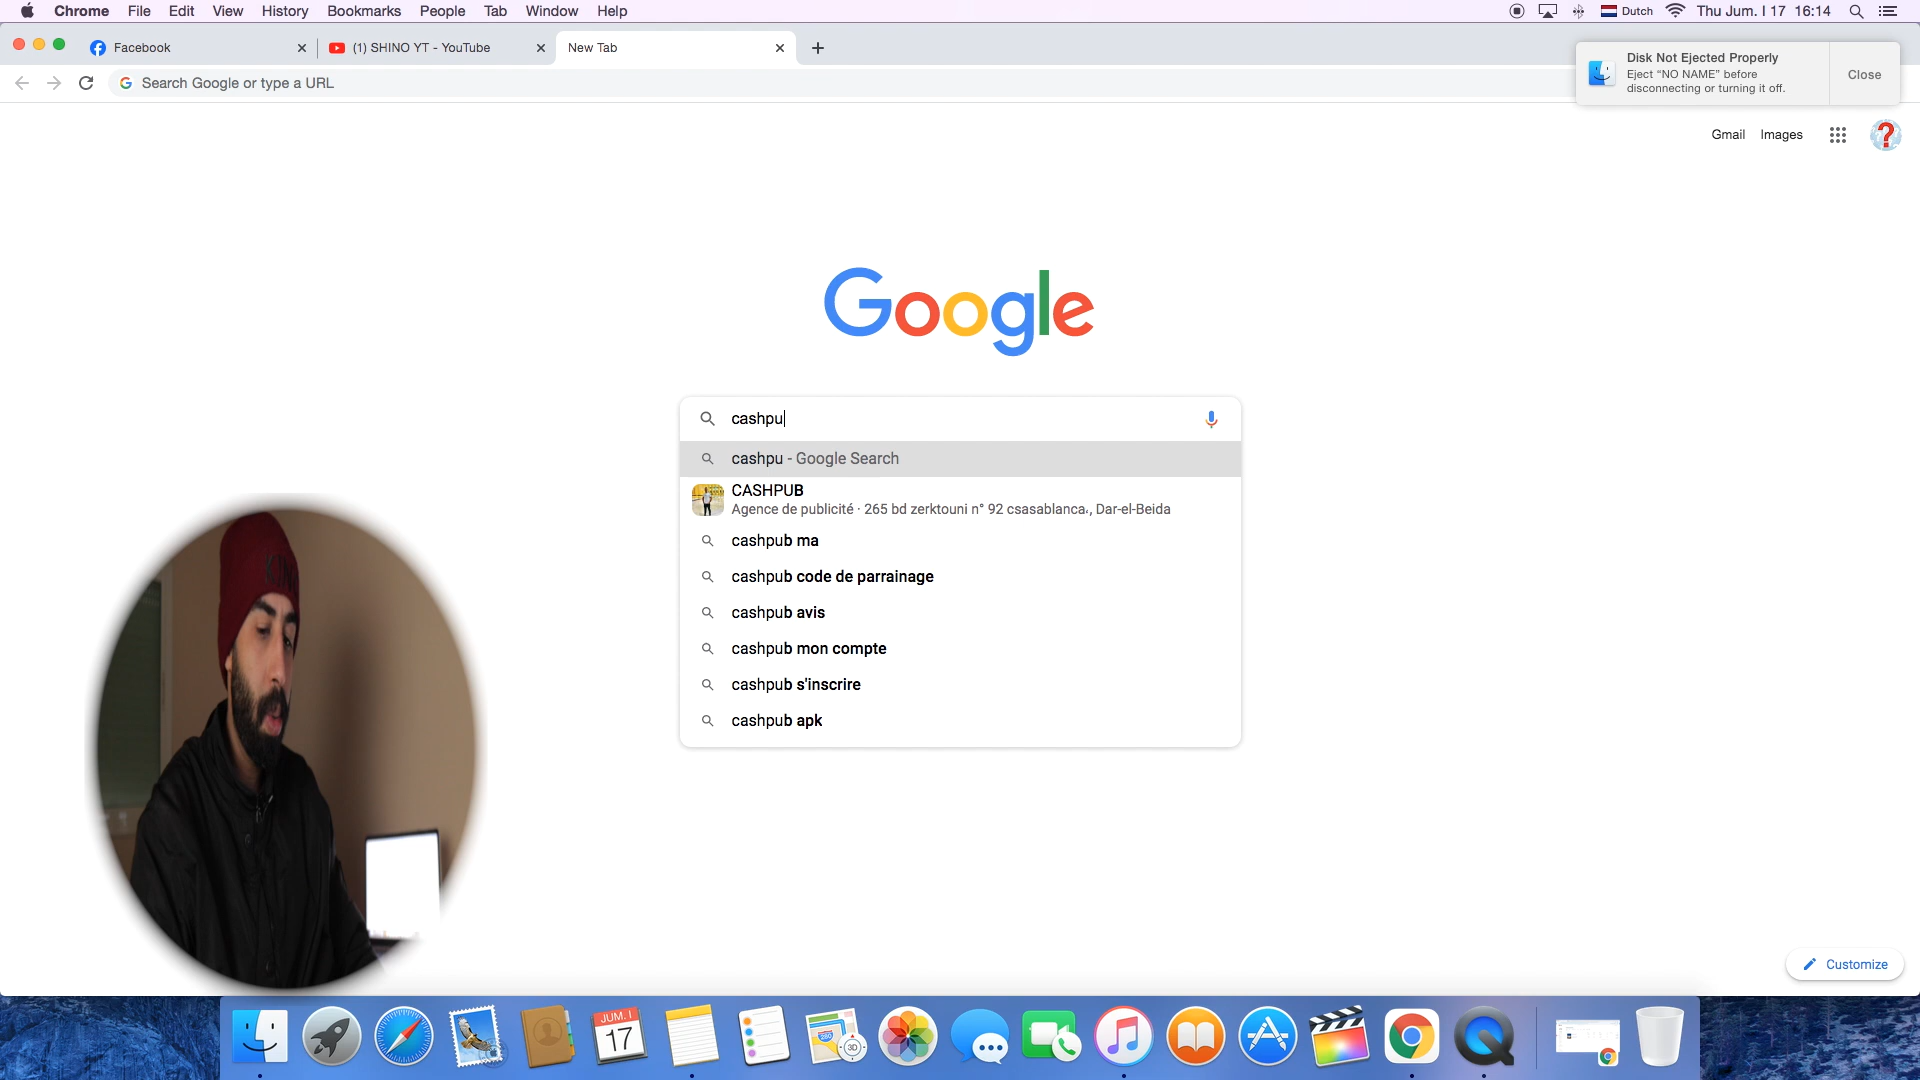 Chrome File Edit View History Bookmarks People Tab Window Help
Dutch Thu Jum. I 17 16:14
Facebook
(1) SHINO YT - YouTube
New Tab
Search Google or type a URL
Disk Not Ejected Properly
Eject “NO NAME” before
disconnecting or turning it off.
Close
Gmail Images
Google
cashpu
cashpu - Google Search
CASHPUB
Agence de publicité · 265 bd zerktouni n° 92 csasablanca،, Dar-el-Beida
cashpub ma
cashpub code de parrainage
cashpub avis
cashpub mon compte
cashpub s'inscrire
cashpub apk
Customize
JUM. I
17
3D